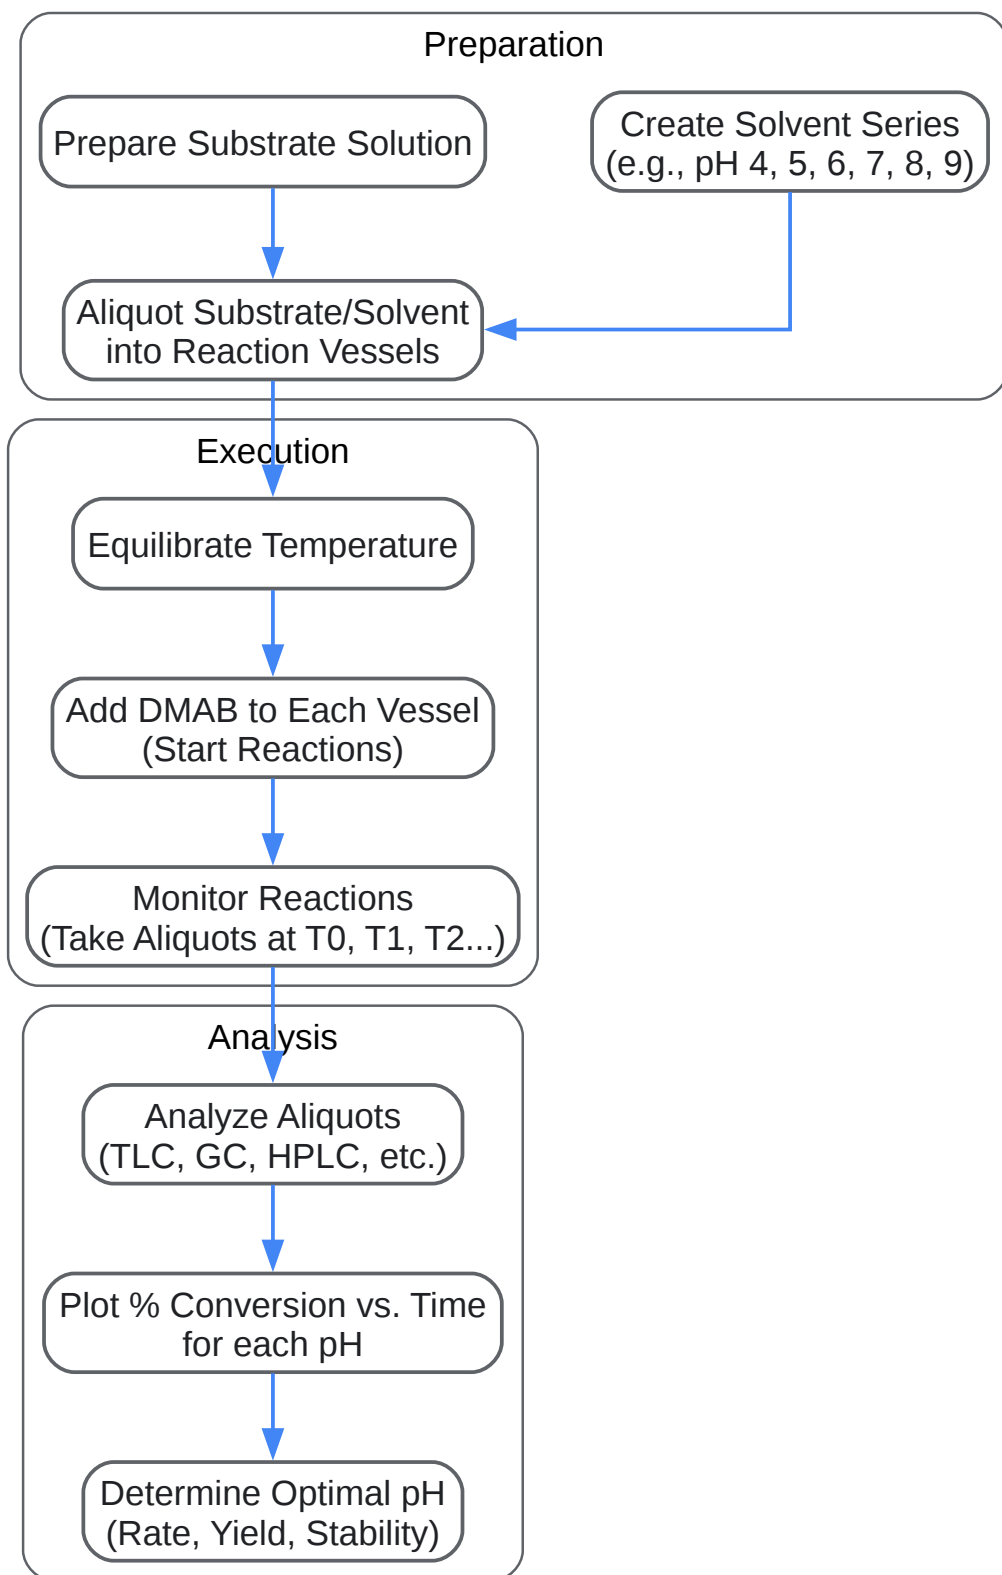 Preparation
Prepare Substrate Solution
Create Solvent Series
(e.g., pH 4, 5, 6, 7, 8, 9)
Aliquot Substrate/Solvent
into Reaction Vessels
Execution
Equilibrate Temperature
Add DMAB to Each Vessel
(Start Reactions)
Monitor Reactions
(Take Aliquots at T0, T1, T2...)
Analysis
Analyze Aliquots
(TLC, GC, HPLC, etc.)
Plot % Conversion vs. Time
for each pH
Determine Optimal pH
(Rate, Yield, Stability)